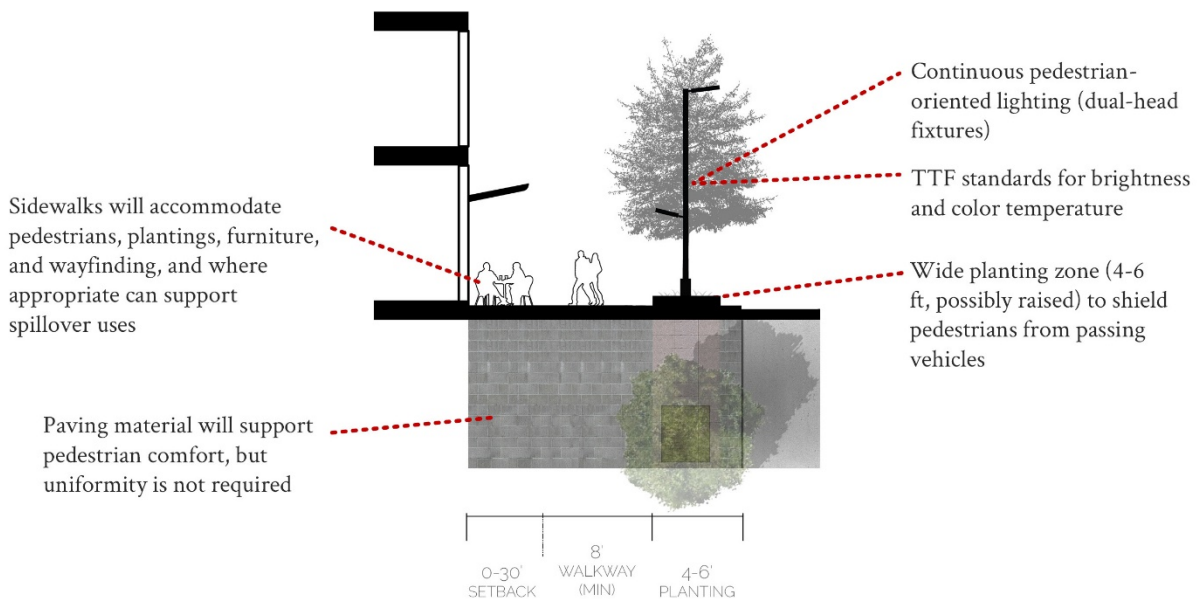 Continuous pedestrian-
oriented lighting (dual-head
fixtures)
TTF standards for brightness
and color temperature
Sidewalks will accommodate
pedestrians, plantings, furniture,
and wayfinding, and where
appropriate can support
spillover uses
Wide planting zone (4-6
ft, possibly raised) to shield
pedestrians from passing
vehicles
Paving material will support
pedestrian comfort, but
uniformity is not required
0-30'
SETBACK
8'
WALKWAY
(MIN)
4-6'
PLANTING